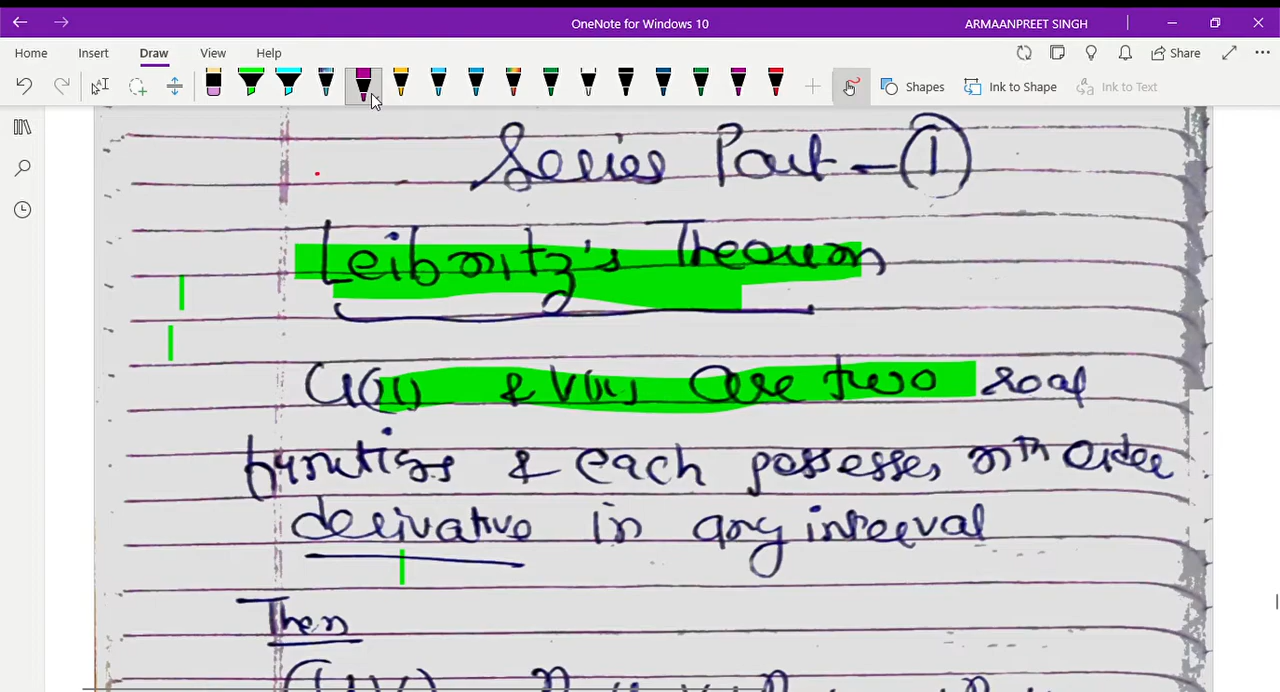 OneNote for Windows 10
ARMAANPREET SINGH
Home Insert Draw View Help
Share
Shapes Ink to Shape Ink to Text
Series Part - 1
Leibnitz's Theorem
U(x) & V(x) are two real
functions & each possesses nth order
derivative in any interval
Then